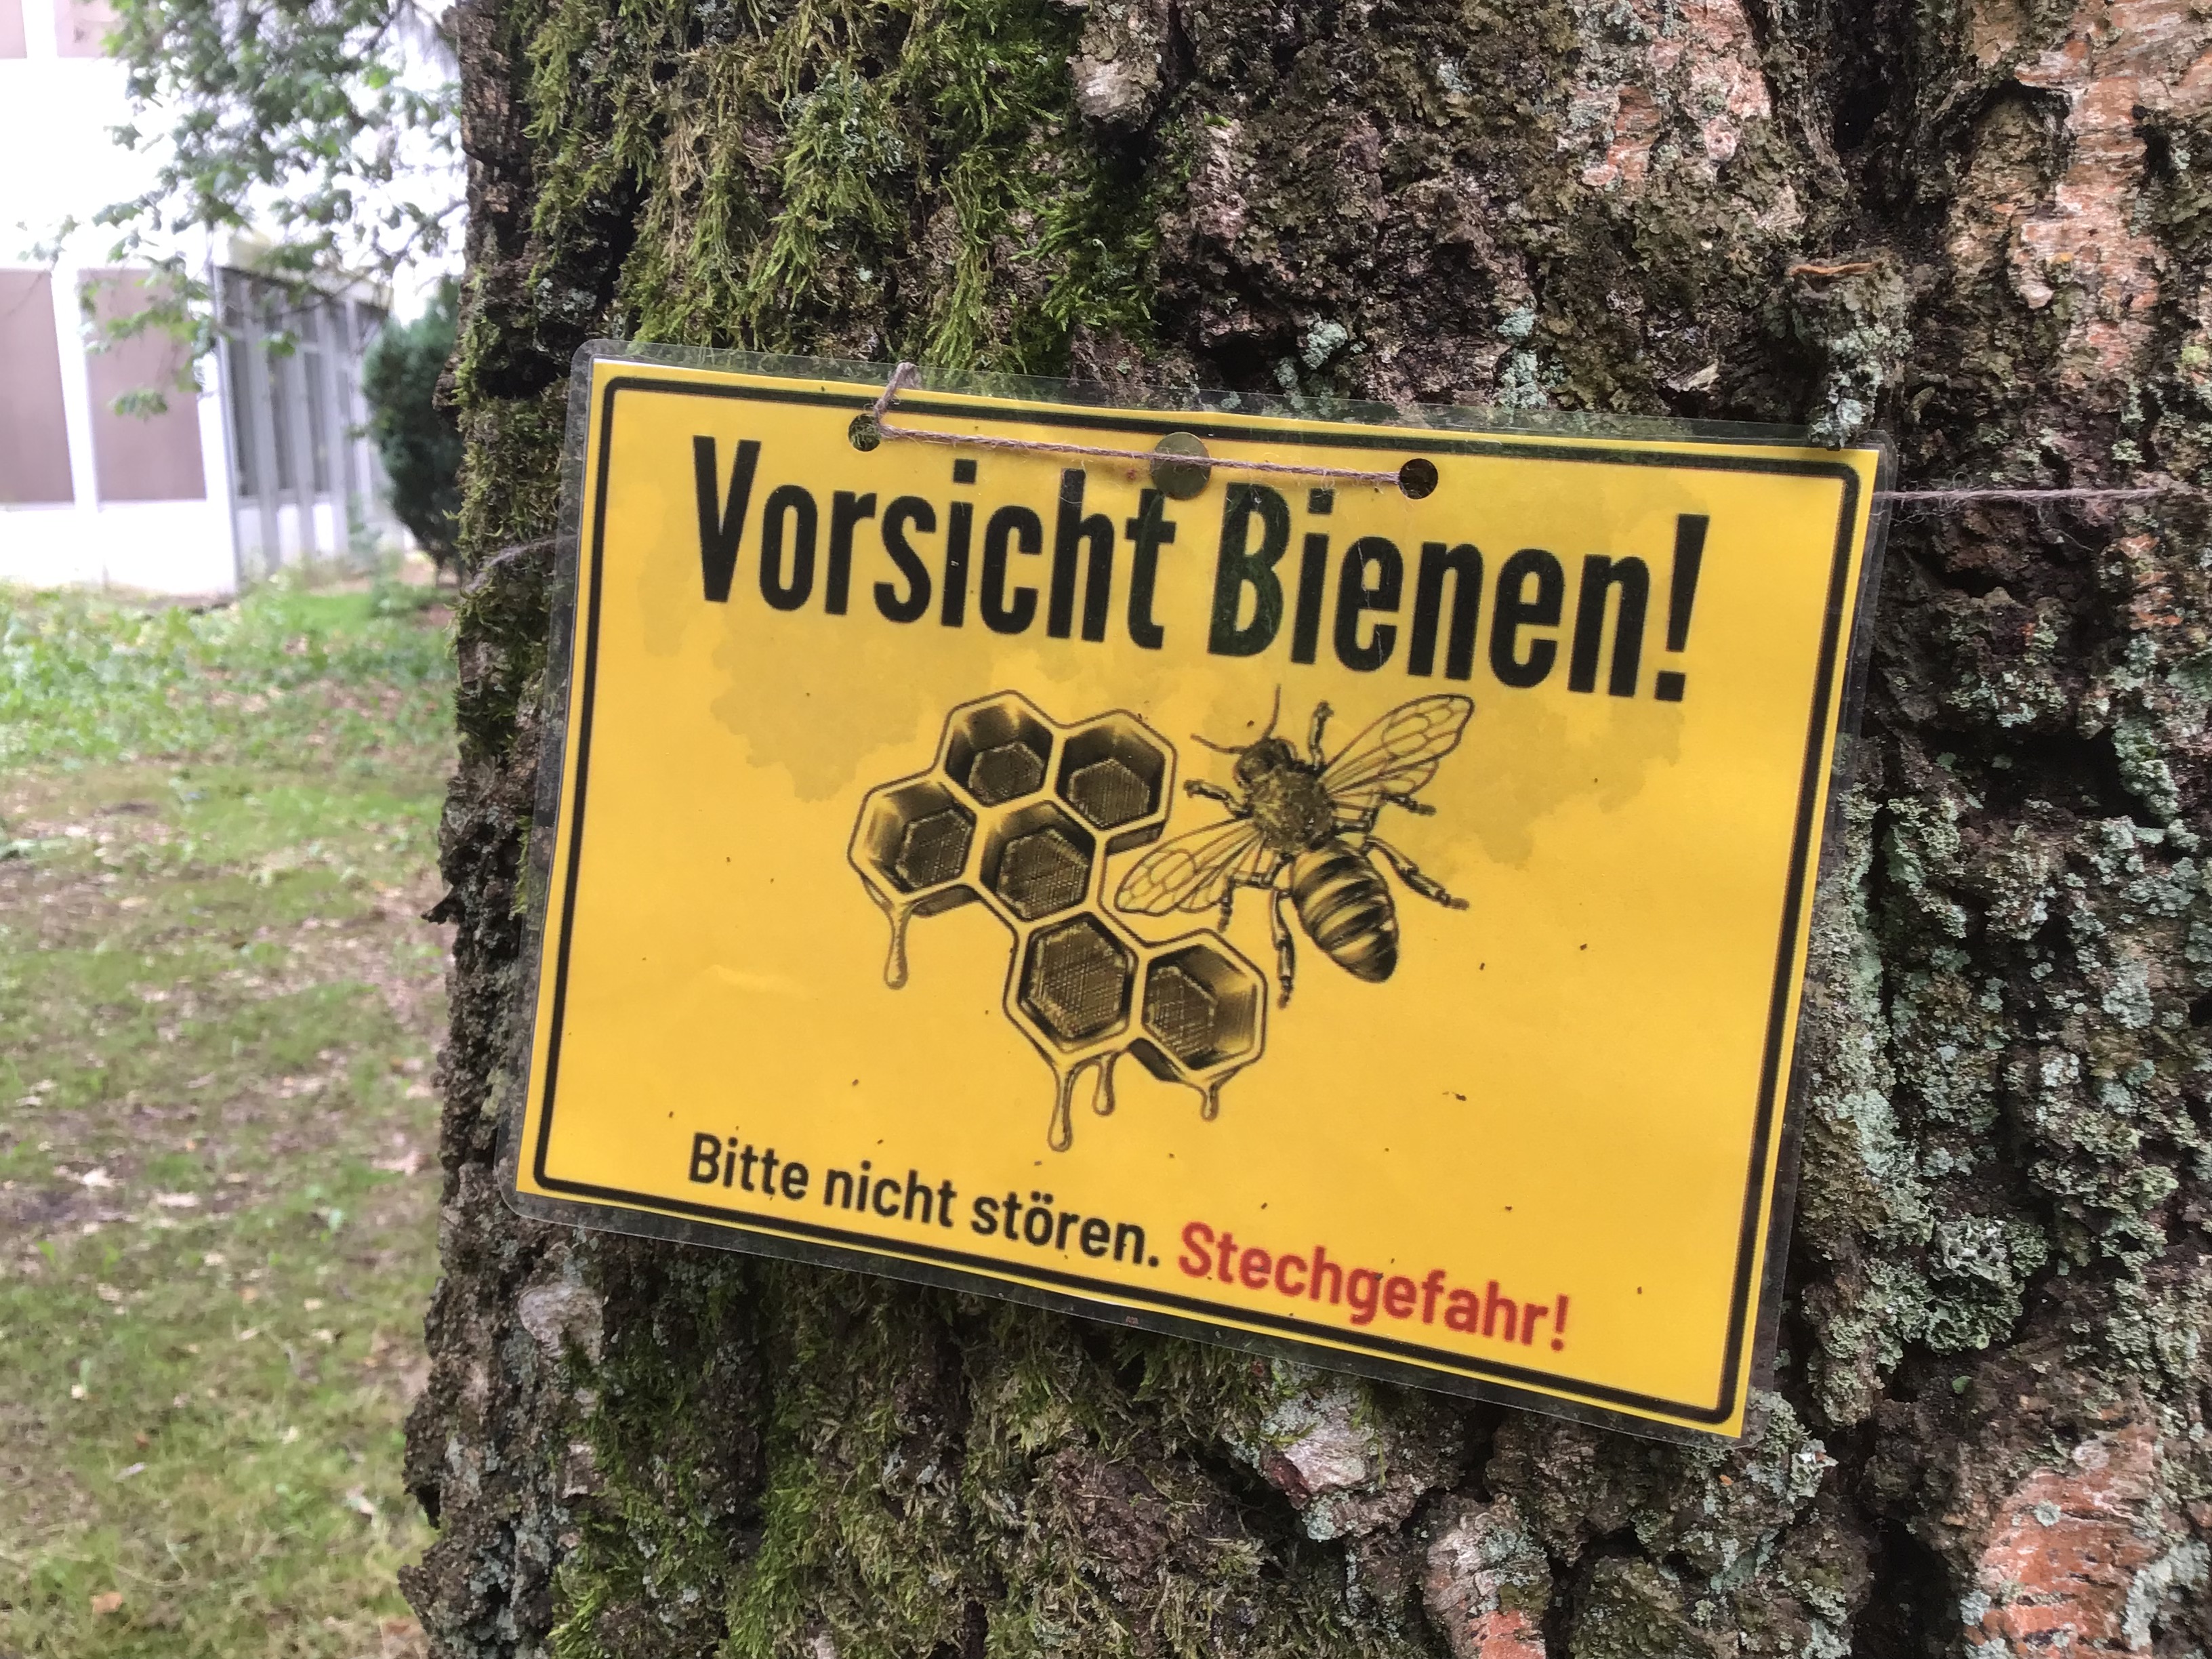 Vorsicht Bienen!
Bitte nicht stören. Stechgefahr!